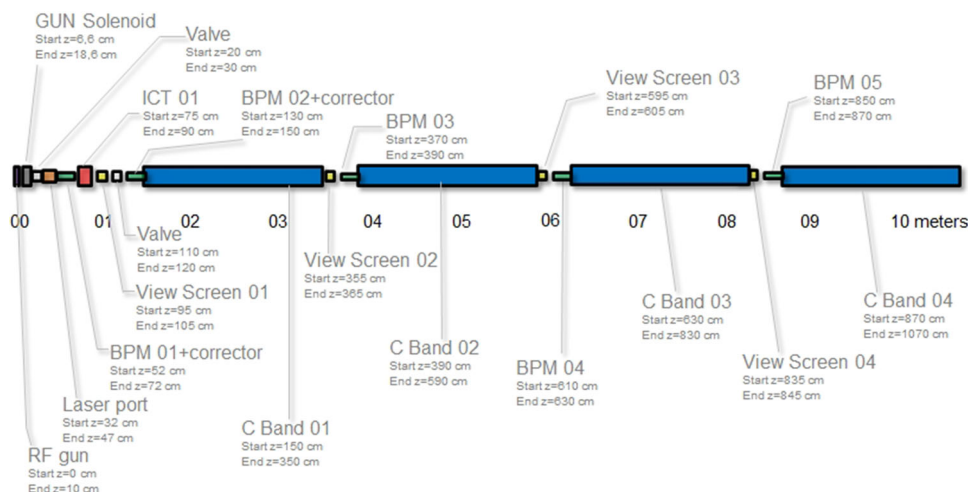 GUN Solenoid
Start z=6,6 cm
End z=18,6 cm
Valve
Start z=20 cm
End z=30 cm
ICT 01
Start z=75 cm
End z=90 cm
BPM 02+corrector
Start z=130 cm
End z=150 cm
BPM 03
Start z=370 cm
End z=390 cm
View Screen 03
Start z=595 cm
End z=605 cm
BPM 05
Start z=850 cm
End z=870 cm
00 01 02 03 04 05 06 07 08 09 10 meters
Valve
Start z=110 cm
End z=120 cm
View Screen 01
Start z=95 cm
End z=105 cm
BPM 01+corrector
Start z=52 cm
End z=72 cm
Laser port
Start z=32 cm
End z=47 cm
RF gun
Start z=0 cm
End z=10 cm
C Band 01
Start z=150 cm
End z=350 cm
View Screen 02
Start z=355 cm
End z=365 cm
C Band 02
Start z=390 cm
End z=590 cm
BPM 04
Start z=610 cm
End z=630 cm
C Band 03
Start z=630 cm
End z=830 cm
View Screen 04
Start z=835 cm
End z=845 cm
C Band 04
Start z=870 cm
End z=1070 cm